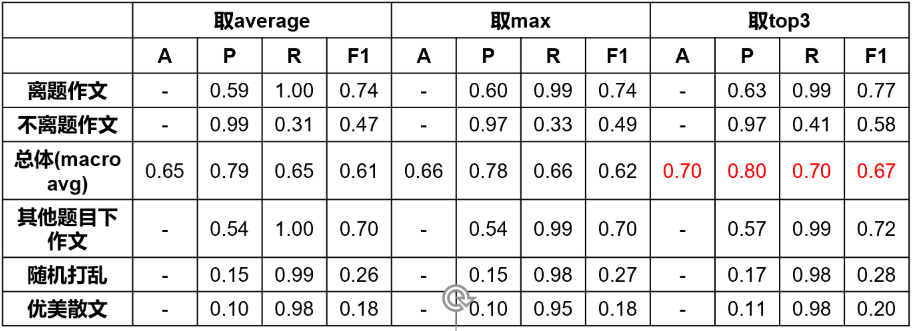 取average 取max 取top3
A P R F1 A P R F1 A P R F1
离题作文 - 0.59 1.00 0.74 - 0.60 0.99 0.74 - 0.63 0.99 0.77
不离题作文 - 0.99 0.31 0.47 - 0.97 0.33 0.49 - 0.97 0.41 0.58
总体(macro
avg) 0.65 0.79 0.65 0.61 0.66 0.78 0.66 0.62 0.70 0.80 0.70 0.67
其他题目下
作文 - 0.54 1.00 0.70 - 0.54 0.99 0.70 - 0.57 0.99 0.72
随机打乱 - 0.15 0.99 0.26 - 0.15 0.98 0.27 - 0.17 0.98 0.28
优美散文 - 0.10 0.98 0.18 - 0.10 0.95 0.18 - 0.11 0.98 0.20